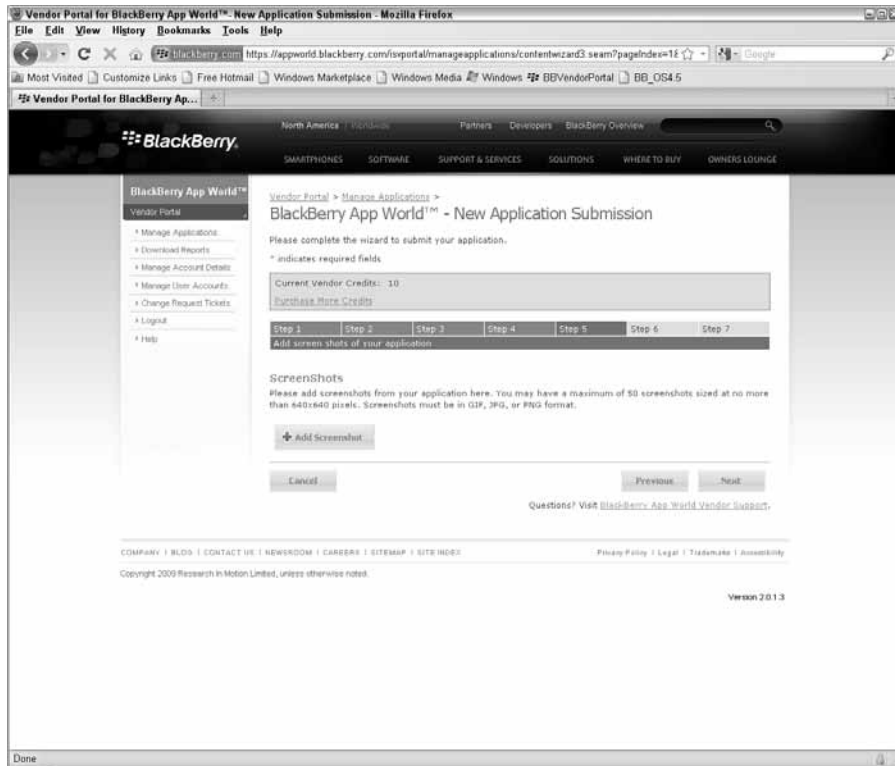 Vendor Portal for BlackBerry App World™- New Application Submission - Mozilla Firefox
File Edit View History Bookmarks Tools Help
blackberry.com https://appworld.blackberry.com/isvportal/manageapplications/contentwizard3.seam?pageIndex=1& Google
Most Visited Customize Links Free Hotmail Windows Marketplace Windows Media Windows BBVendorPortal BB_OS4.5
Vendor Portal for BlackBerry Ap...
North America | Worldwide Partners Developers BlackBerry Overview
BlackBerry.
SMARTPHONES SOFTWARE SUPPORT & SERVICES SOLUTIONS WHERE TO BUY OWNERS LOUNGE
BlackBerry App World™
Vendor Portal
Manage Applications
Download Reports
Manage Account Details
Manage User Accounts
Change Request Tickets
Logout
Help
Vendor Portal > Manage Applications >
BlackBerry App World™ - New Application Submission
Please complete the wizard to submit your application.
* indicates required fields
Current Vendor Credits: 10
Purchase More Credits
Step 1 Step 2 Step 3 Step 4 Step 5 Step 6 Step 7
Add screen shots of your application
ScreenShots
Please add screenshots from your application here. You may have a maximum of 50 screenshots sized at no more
than 640x640 pixels. Screenshots must be in GIF, JPG, or PNG format.
Add Screenshot
Cancel Previous Next
Questions? Visit BlackBerry App World Vendor Support.
COMPANY | BLOG | CONTACT US | NEWSROOM | CAREERS | SITEMAP | SITE INDEX Privacy Policy | Legal | Trademarks | Accessibility
Copyright 2009 Research In Motion Limited, unless otherwise noted.
Version 2.0.1.3
Done